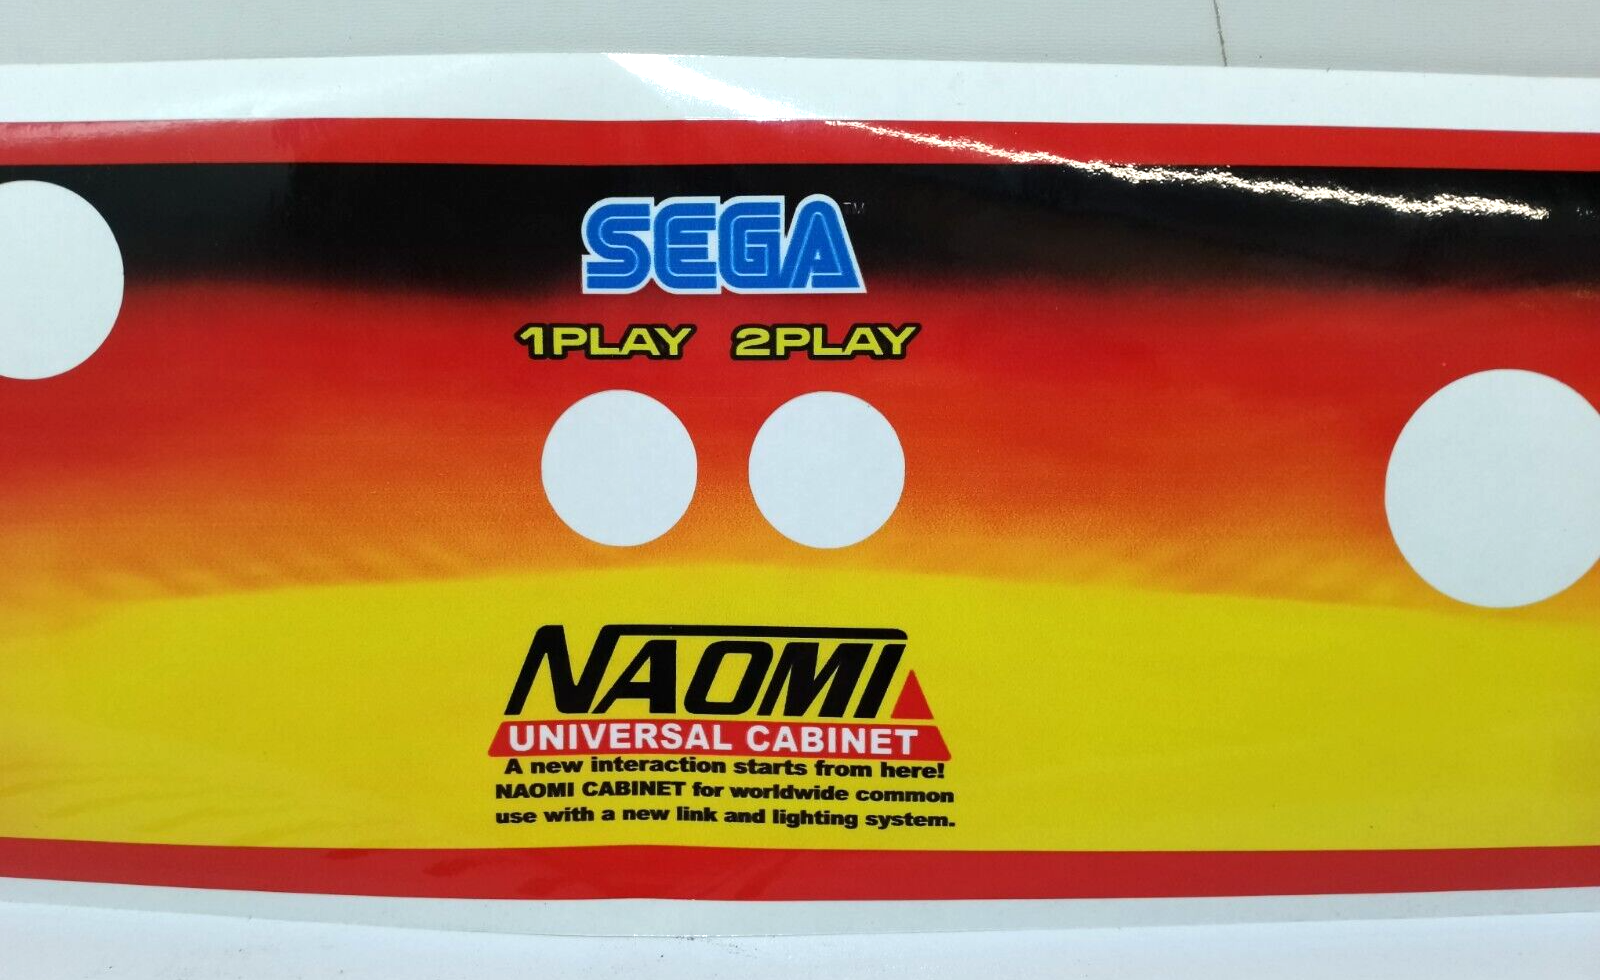 SEGA™
1PLAY 2PLAY
NAOMI
UNIVERSAL CABINET
A new interaction starts from here!
NAOMI CABINET for worldwide common
use with a new link and lighting system.